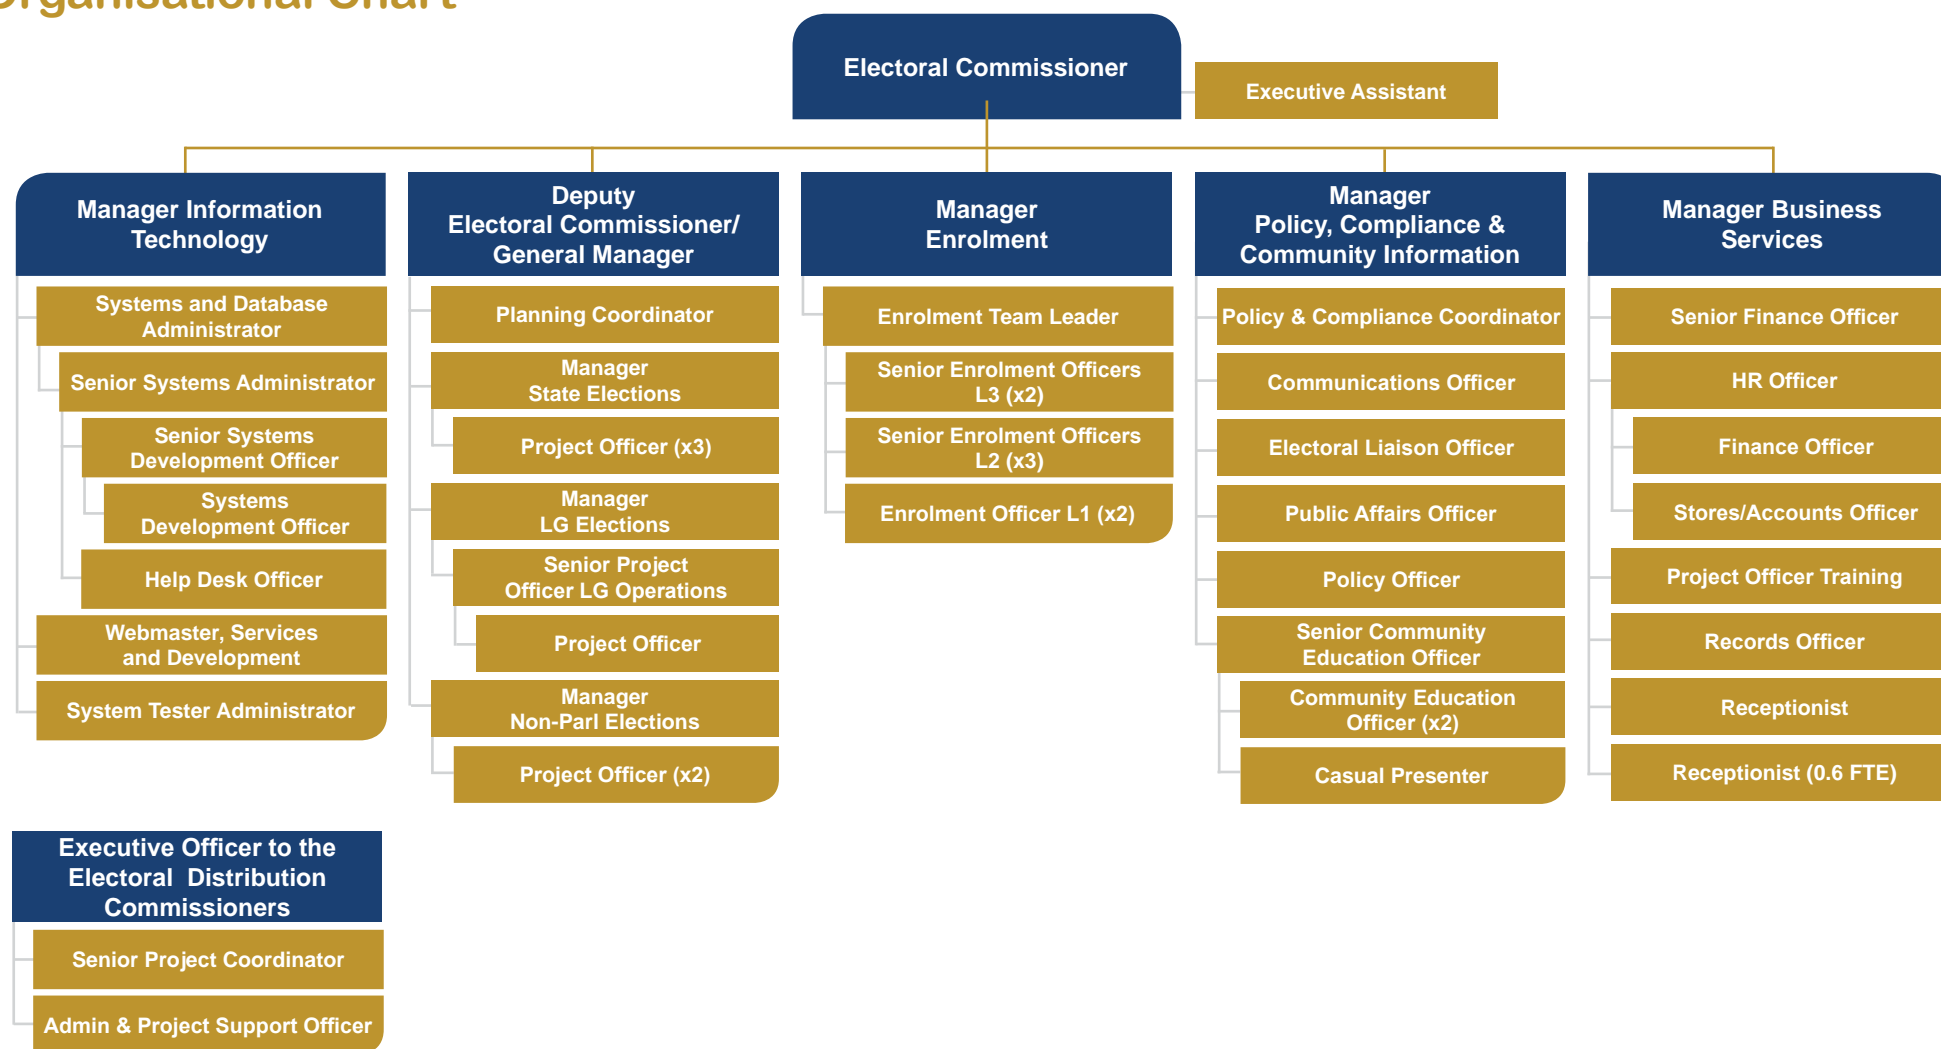 Organisational Chart
Electoral Commissioner
Executive Assistant
Manager Information
Technology
Systems and Database
Administrator
Senior Systems Administrator
Senior Systems
Development Officer
Systems
Development Officer
Help Desk Officer
Webmaster, Services
and Development
System Tester Administrator
Deputy
Electoral Commissioner/
General Manager
Planning Coordinator
Manager
State Elections
Project Officer (x3)
Manager
LG Elections
Senior Project
Officer LG Operations
Project Officer
Manager
Non-Parl Elections
Project Officer (x2)
Manager
Enrolment
Enrolment Team Leader
Senior Enrolment Officers
L3 (x2)
Senior Enrolment Officers
L2 (x3)
Enrolment Officer L1 (x2)
Manager
Policy, Compliance &
Community Information
Policy & Compliance Coordinator
Communications Officer
Electoral Liaison Officer
Public Affairs Officer
Policy Officer
Senior Community
Education Officer
Community Education
Officer (x2)
Casual Presenter
Manager Business
Services
Senior Finance Officer
HR Officer
Finance Officer
Stores/Accounts Officer
Project Officer Training
Records Officer
Receptionist
Receptionist (0.6 FTE)
Executive Officer to the
Electoral Distribution
Commissioners
Senior Project Coordinator
Admin & Project Support Officer